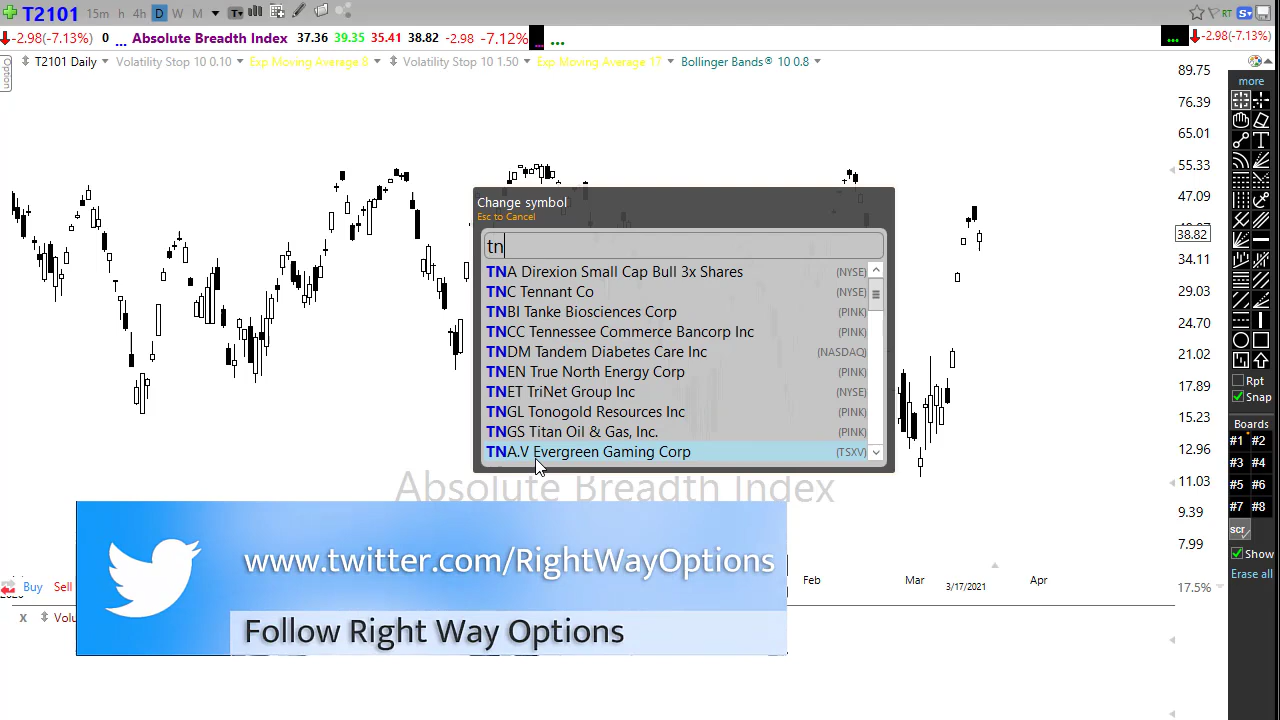 T2101 15m h 4h D W M T
RT S
-2.98(-7.13%) 0 ... Absolute Breadth Index 37.36 39.35 35.41 38.82 -2.98 -7.12% ...
... -2.98(-7.13%)
Option
T2101 Daily Volatility Stop 10 0.10 Exp Moving Average 8 Volatility Stop 10 1.50 Exp Moving Average 17 Bollinger Bands® 10 0.8
89.75
76.39
65.01
55.33
47.09
38.82
34.11
29.03
24.70
21.02
17.89
15.23
11.03
9.39
7.99
17.5%
more
T
Rpt
Snap
Boards
#1 #2
#3 #4
#5 #6
#7 #8
scr
Show
Erase all
Change symbol
Esc to Cancel
tn
TNA Direxion Small Cap Bull 3x Shares (NYSE)
TNC Tennant Co (NYSE)
TNBI Tanke Biosciences Corp (PINK)
TNCC Tennessee Commerce Bancorp Inc (PINK)
TNDM Tandem Diabetes Care Inc (NASDAQ)
TNEN True North Energy Corp (PINK)
TNET TriNet Group Inc (NYSE)
TNGL Tonogold Resources Inc (PINK)
TNGS Titan Oil & Gas, Inc. (PINK)
TNA.V Evergreen Gaming Corp (TSXV)
Absolute Breadth Index
Buy Sell
Feb Mar 3/17/2021 Apr
X Volu
www.twitter.com/RightWayOptions
Follow Right Way Options